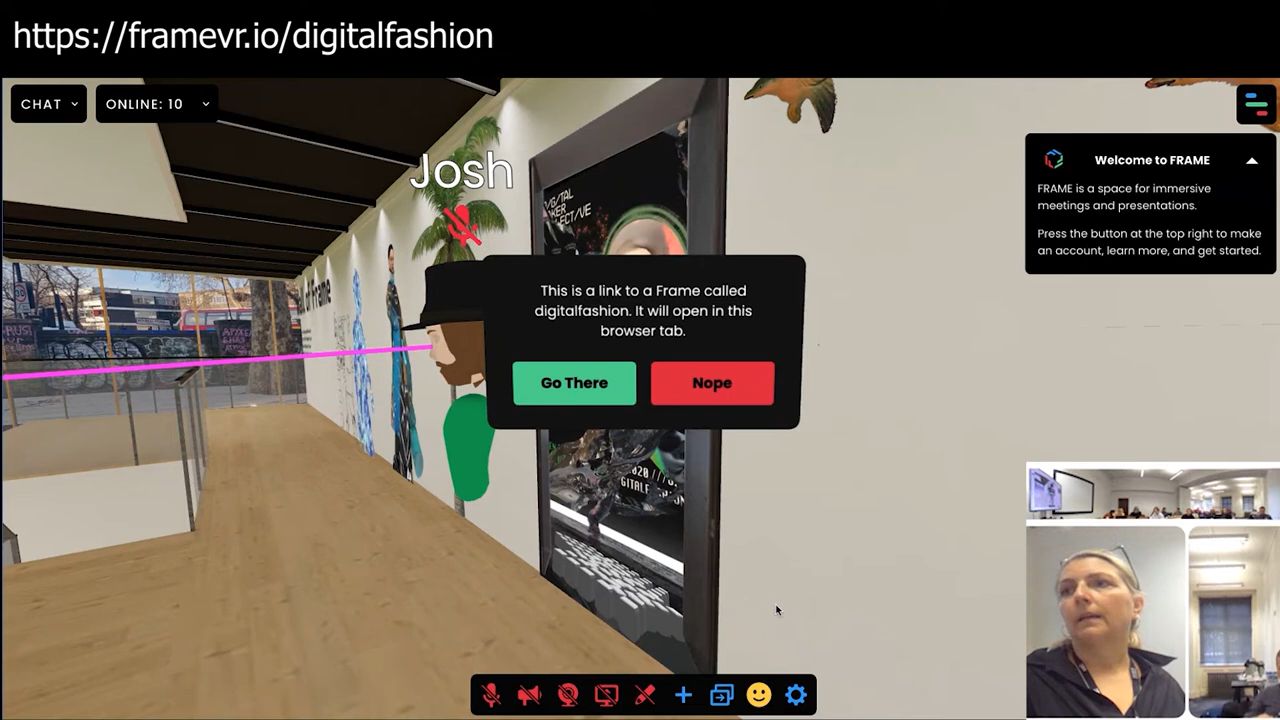 https://framevr.io/digitalfashion
CHAT
ONLINE: 10
Welcome to FRAME
FRAME is a space for immersive
meetings and presentations.
Press the button at the top right to make
an account, learn more, and get started.
Josh
This is a link to a Frame called
digitalfashion. It will open in this
browser tab.
Go There
Nope